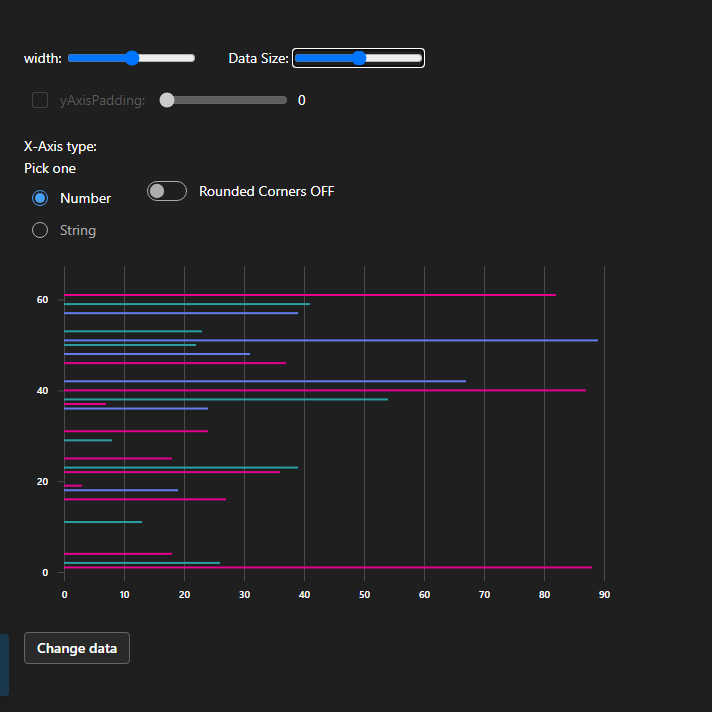 width: Data Size:
yAxisPadding: 0
X-Axis type:
Pick one
Number Rounded Corners OFF
String
60
40
20
0
0 10 20 30 40 50 60 70 80 90
Change data